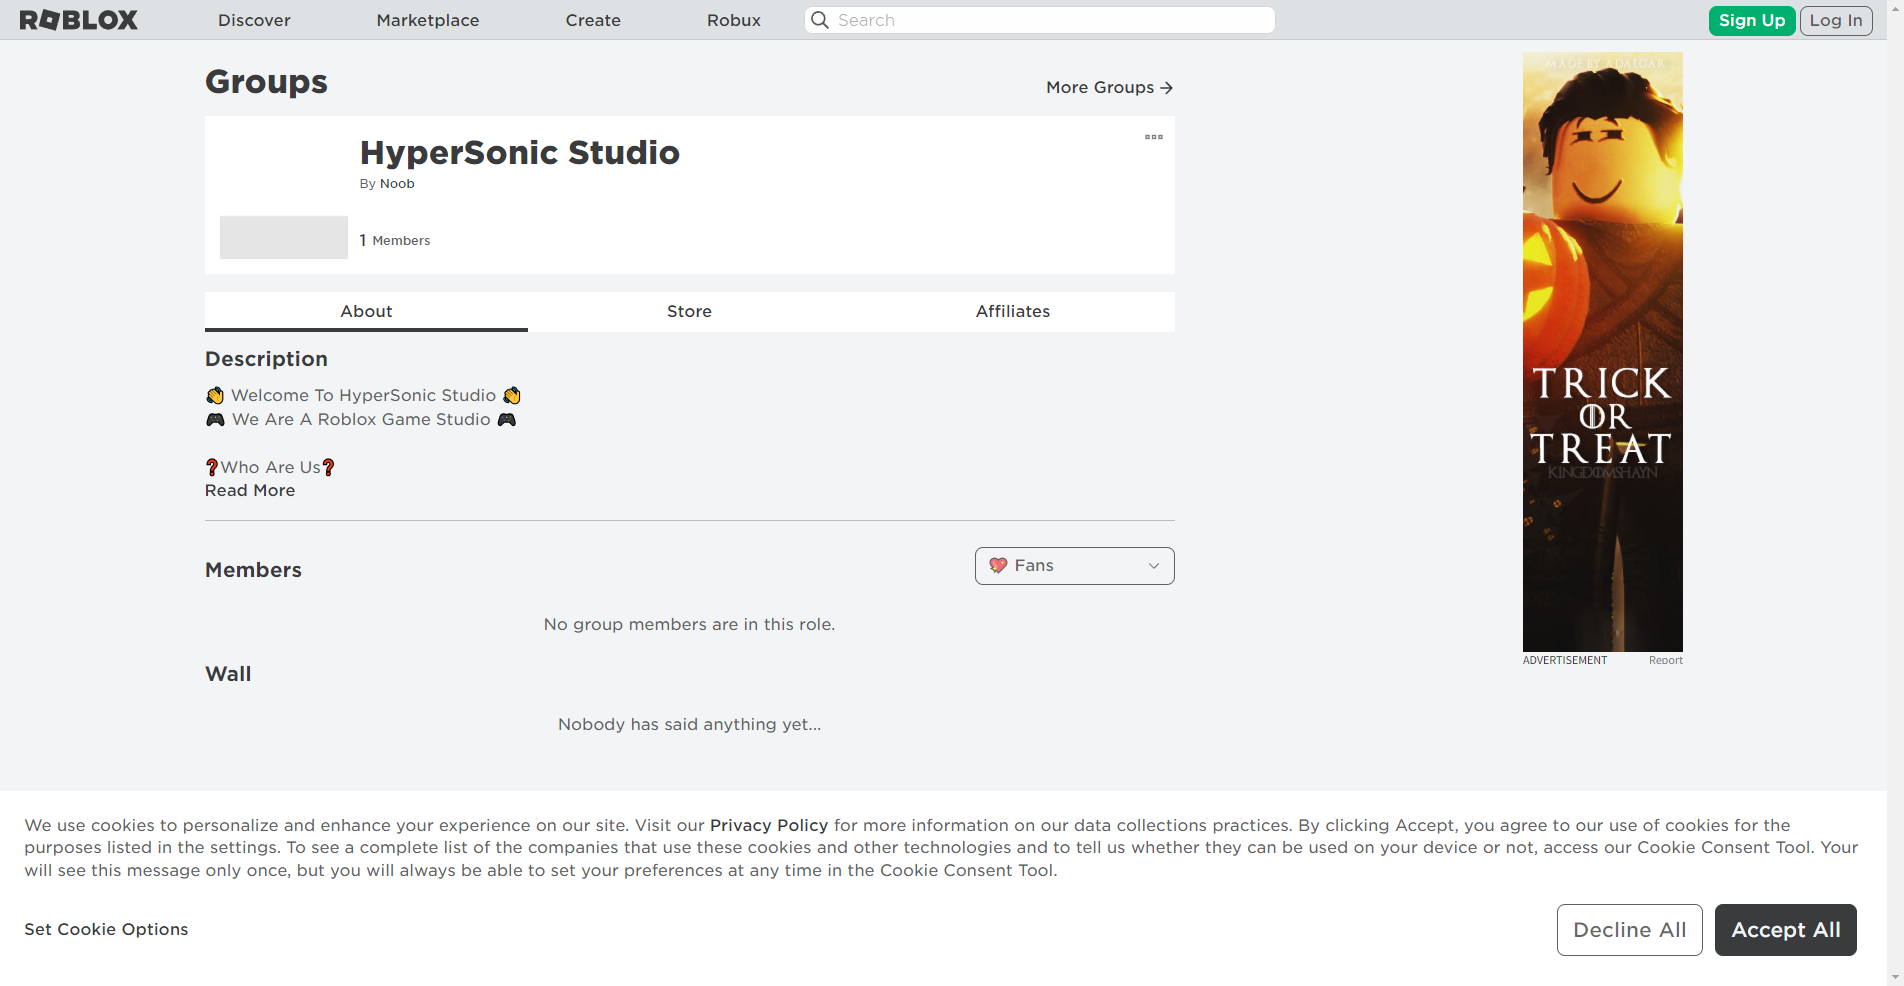 ROBLOX
Discover
Marketplace
Create
Robux
Search
Sign Up
Log In
Groups
More Groups →
HyperSonic Studio
By Noob
1 Members
About
Store
Affiliates
Description
👏 Welcome To HyperSonic Studio 👏
🎮 We Are A Roblox Game Studio 🎮
❓Who Are Us❓
Read More
Members
💖 Fans
No group members are in this role.
Wall
Nobody has said anything yet...
MADE BY ADALGAR
TRICK
OR
TREAT
KINGDOMSHAYN
ADVERTISEMENT
Report
We use cookies to personalize and enhance your experience on our site. Visit our Privacy Policy for more information on our data collections practices. By clicking Accept, you agree to our use of cookies for the
purposes listed in the settings. To see a complete list of the companies that use these cookies and other technologies and to tell us whether they can be used on your device or not, access our Cookie Consent Tool. Your
will see this message only once, but you will always be able to set your preferences at any time in the Cookie Consent Tool.
Set Cookie Options
Decline All
Accept All